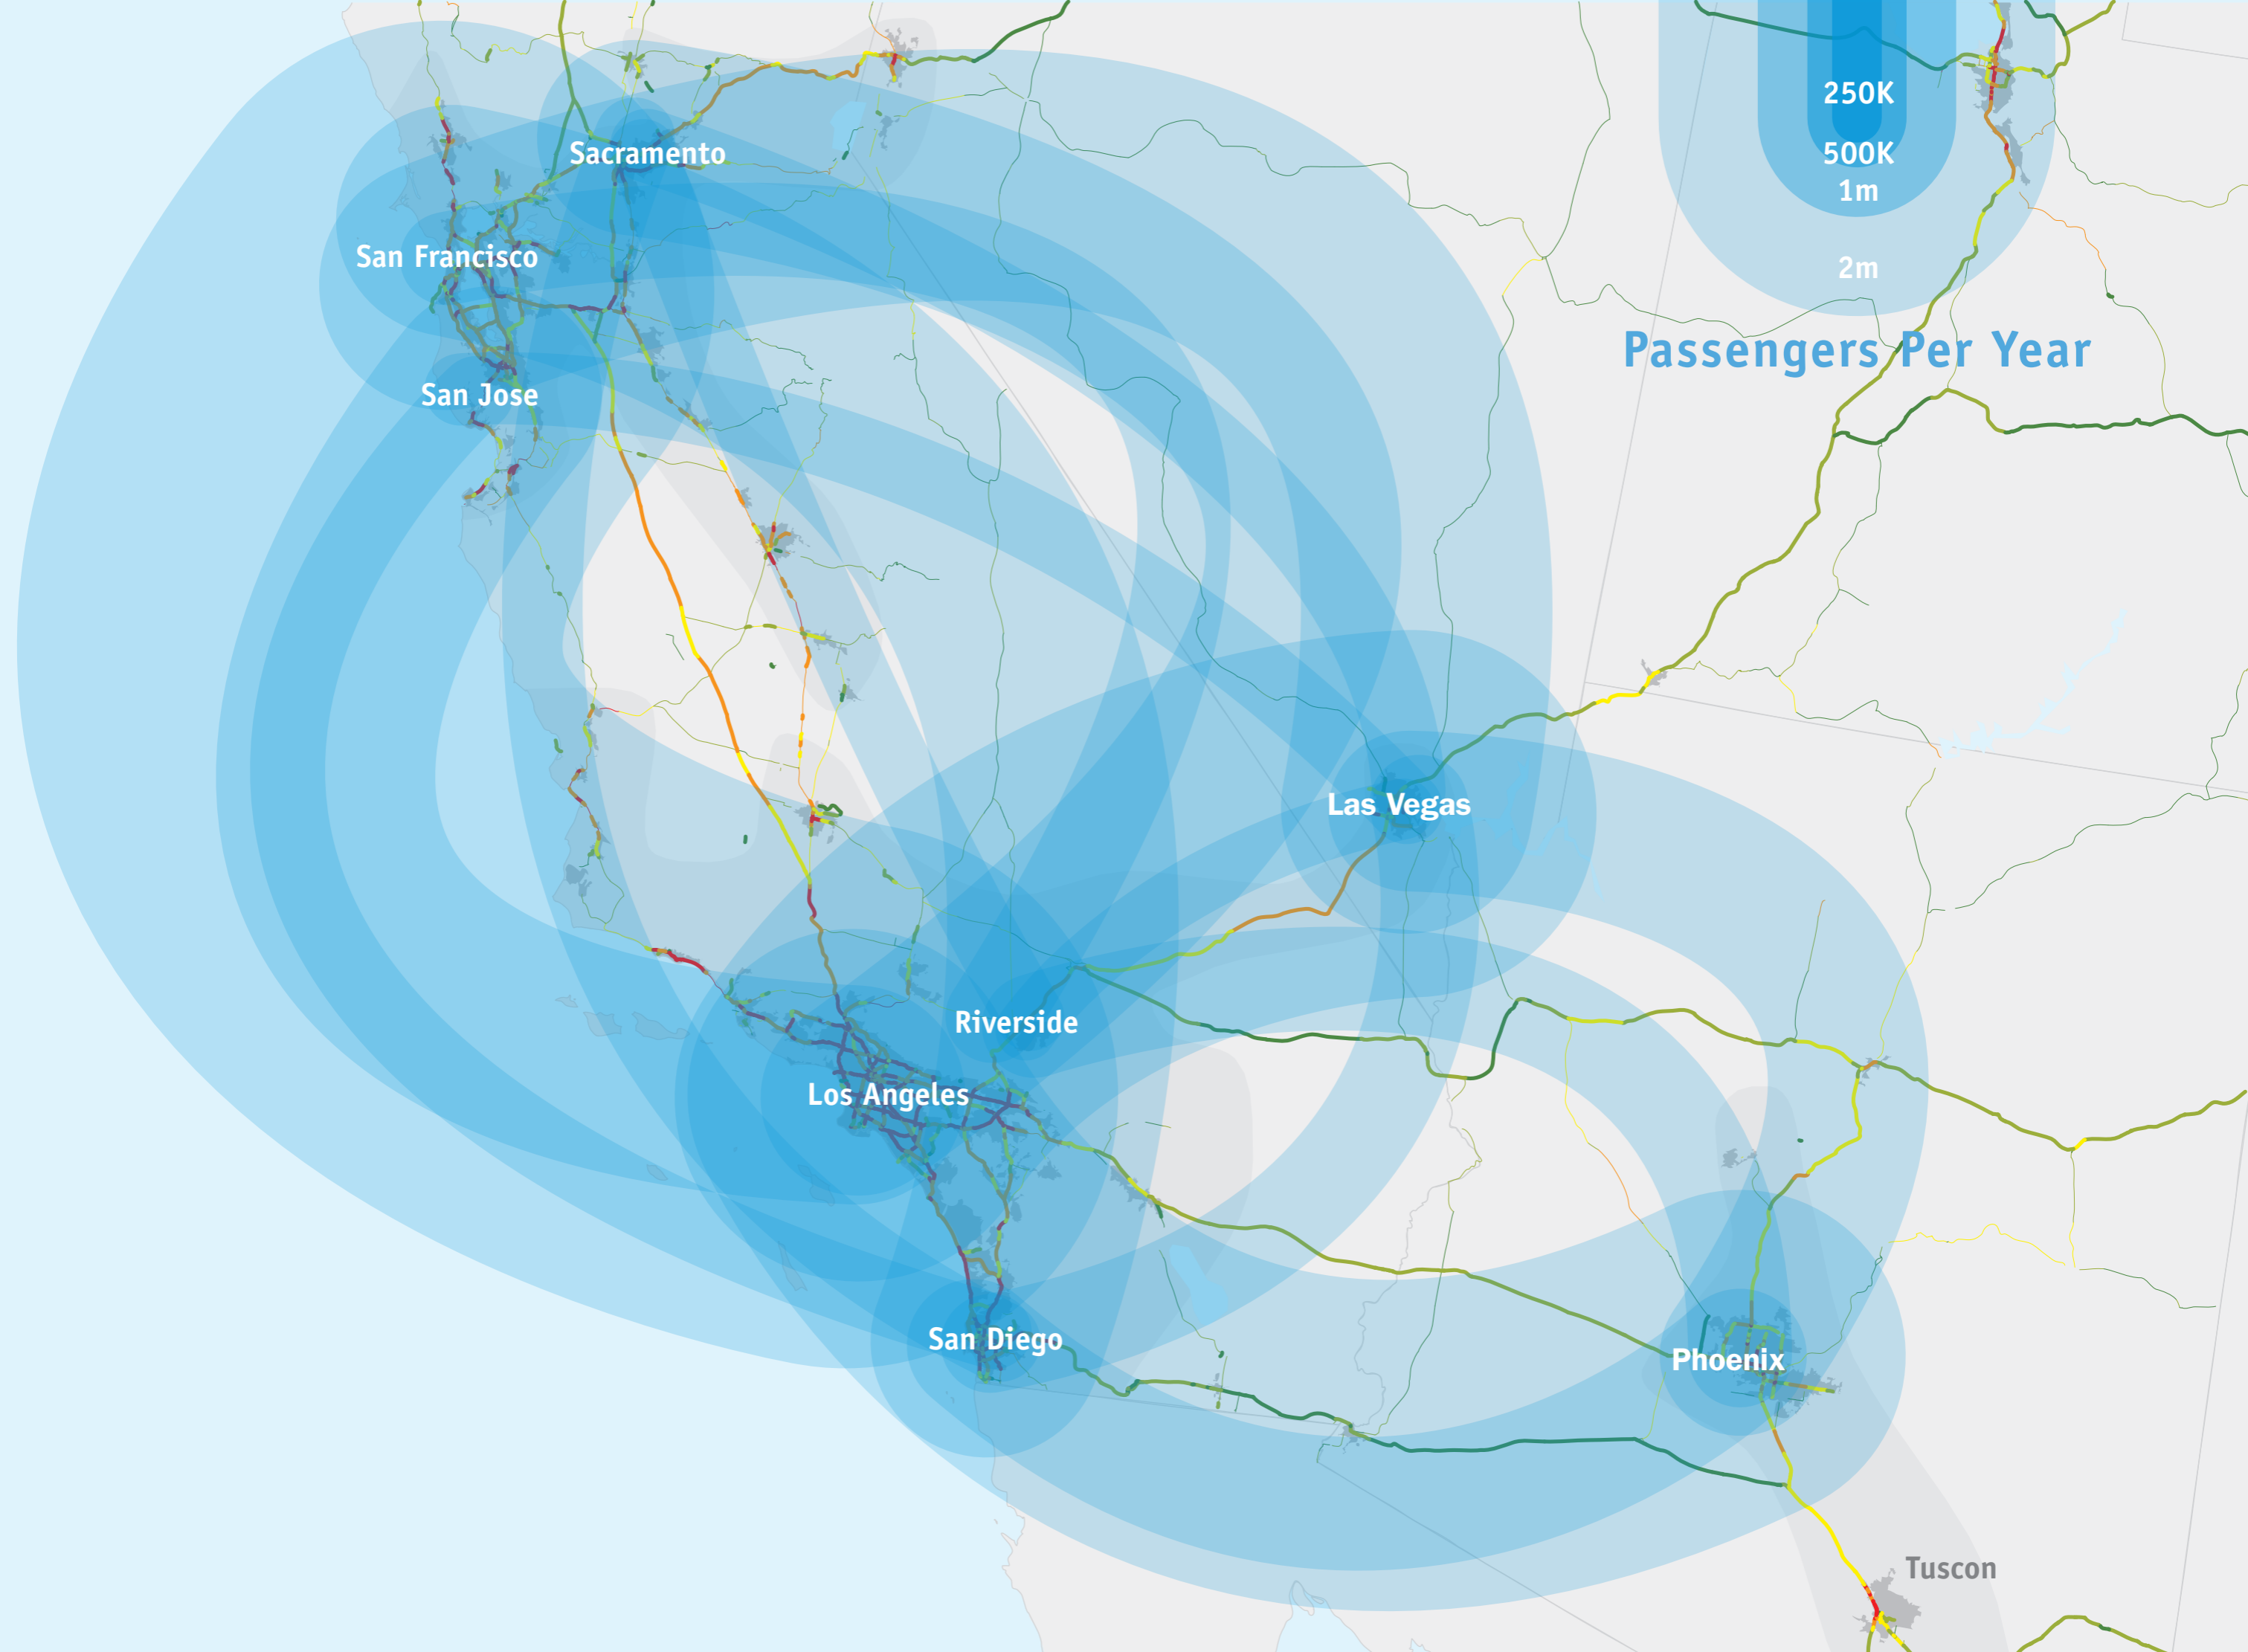 250K
Sacramento
500K
1m
San Francisco
2m
Passengers Per Year
San Jose
Las Vegas
Riverside
Los Angeles
San Diego
Phoenix
Tuscon